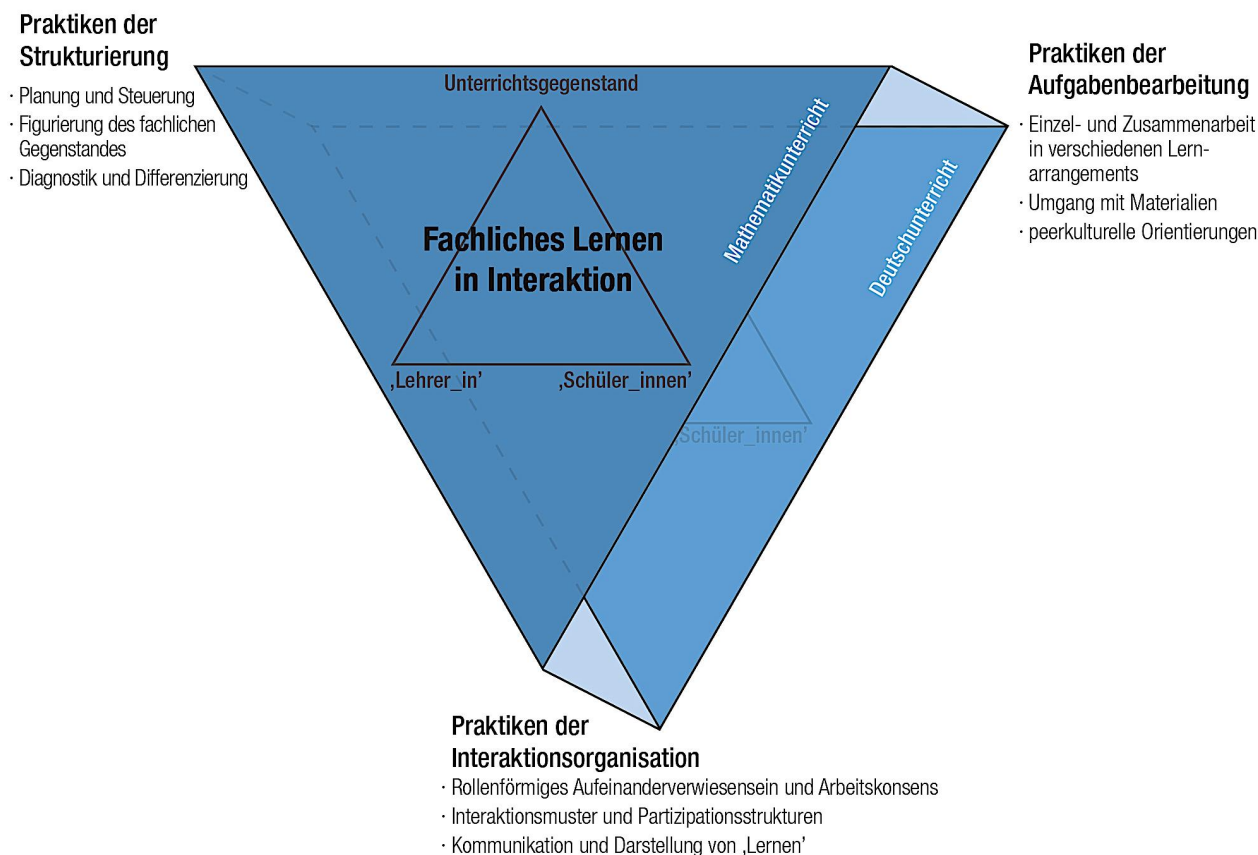 Praktiken der
Strukturierung
· Planung und Steuerung
· Figurierung des fachlichen
Gegenstandes
· Diagnostik und Differenzierung
Unterrichtsgegenstand
Fachliches Lernen
in Interaktion
‚Lehrer_in’
‚Schüler_innen’
Mathematikunterricht
Deutschunterricht
‚Schüler_innen’
Praktiken der
Aufgabenbearbeitung
· Einzel- und Zusammenarbeit
in verschiedenen Lern-
arrangements
· Umgang mit Materialien
· peerkulturelle Orientierungen
Praktiken der
Interaktionsorganisation
· Rollenförmiges Aufeinanderverwiesensein und Arbeitskonsens
· Interaktionsmuster und Partizipationsstrukturen
· Kommunikation und Darstellung von ‚Lernen’